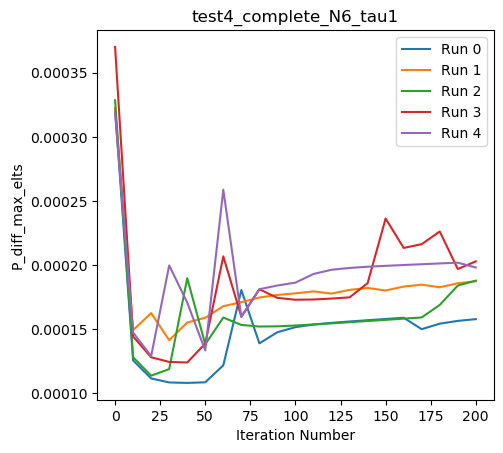 test4_complete_N6_tau1
P_diff_max_elts
0.00035
0.00030
0.00025
0.00020
0.00015
0.00010
Run 0
Run 1
Run 2
Run 3
Run 4
0 25 50 75 100 125 150 175 200
Iteration Number